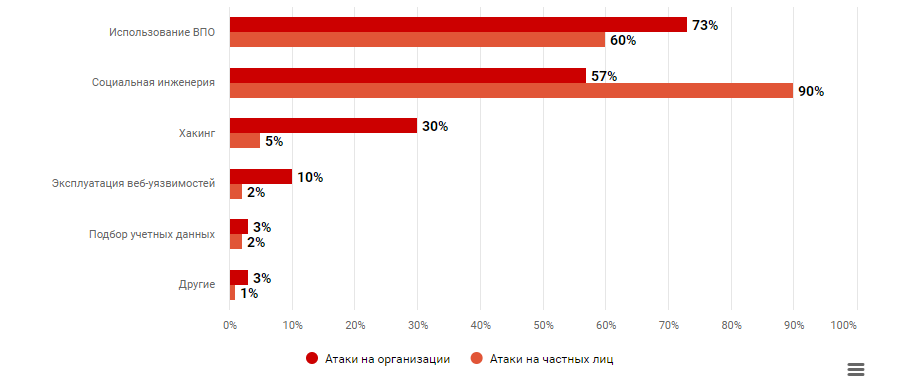 Использование ВПО
73%
60%
Социальная инженерия
57%
90%
Хакинг
30%
5%
Эксплуатация веб-уязвимостей
10%
2%
Подбор учетных данных
3%
2%
Другие
3%
1%
0% 10% 20% 30% 40% 50% 60% 70% 80% 90% 100%
Атаки на организации Атаки на частных лиц